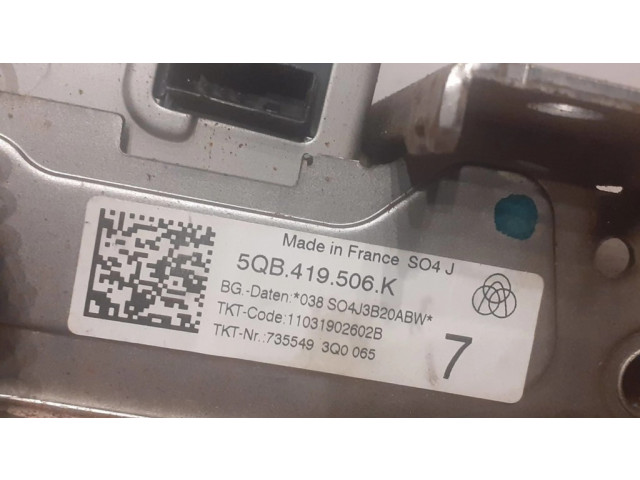 Made in France SO4 J
5QB.419.506.K
BG.-Daten:*038 SO4J3B20ABW*
TKT-Code:11031902602B
TKT-Nr.:735549 3Q0 065
7